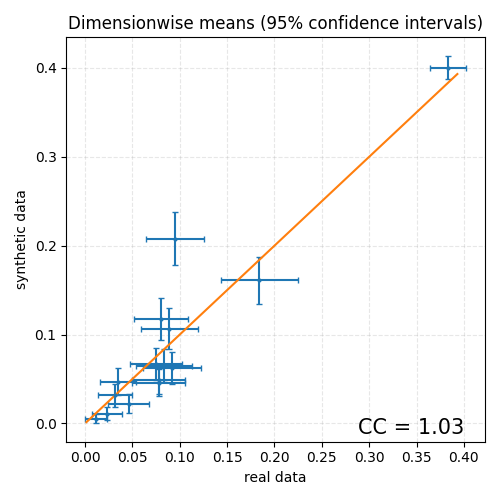 Dimensionwise means (95% confidence intervals)
synthetic data
0.4
0.3
0.2
0.1
0.0
CC = 1.03
0.00 0.05 0.10 0.15 0.20 0.25 0.30 0.35 0.40
real data